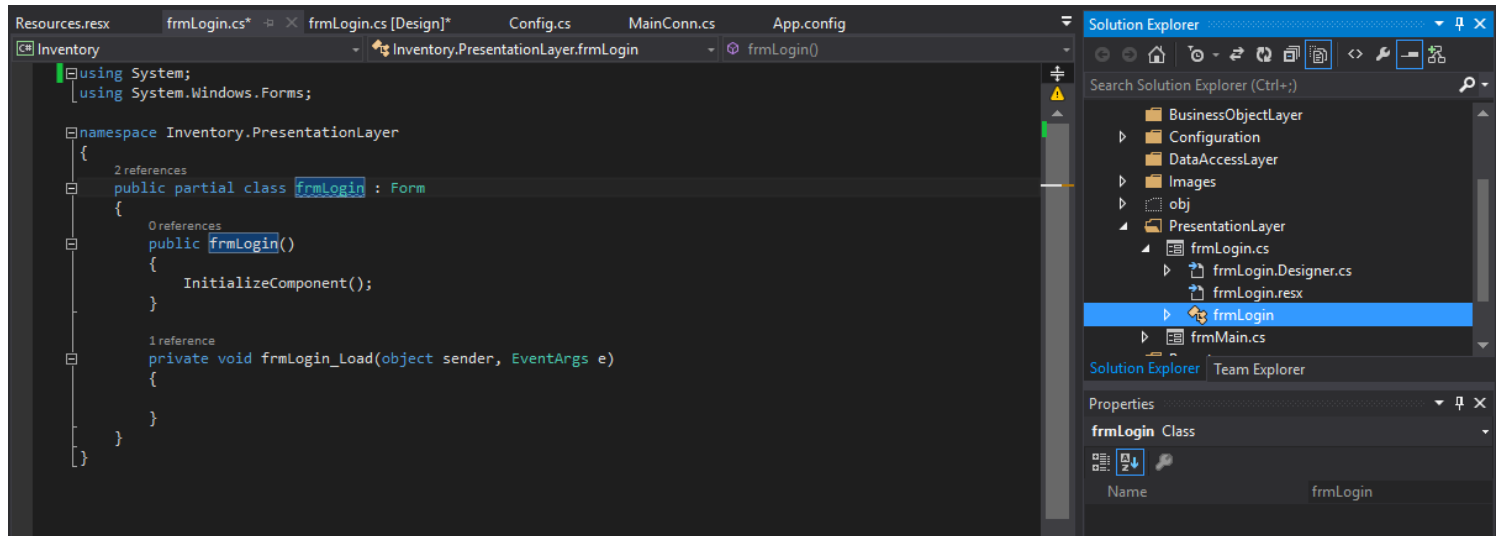 Resources.resx frmLogin.cs* frmLogin.cs [Design]* Config.cs MainConn.cs App.config
C# Inventory Inventory.PresentationLayer.frmLogin frmLogin()
using System;
using System.Windows.Forms;
namespace Inventory.PresentationLayer
{
2 references
public partial class frmLogin : Form
{
0 references
public frmLogin()
{
InitializeComponent();
}
1 reference
private void frmLogin_Load(object sender, EventArgs e)
{
}
}
}
Solution Explorer
Search Solution Explorer (Ctrl+;)
BusinessObjectLayer
Configuration
DataAccessLayer
Images
obj
PresentationLayer
frmLogin.cs
frmLogin.Designer.cs
frmLogin.resx
frmLogin
frmMain.cs
Solution Explorer Team Explorer
Properties
frmLogin Class
Name frmLogin